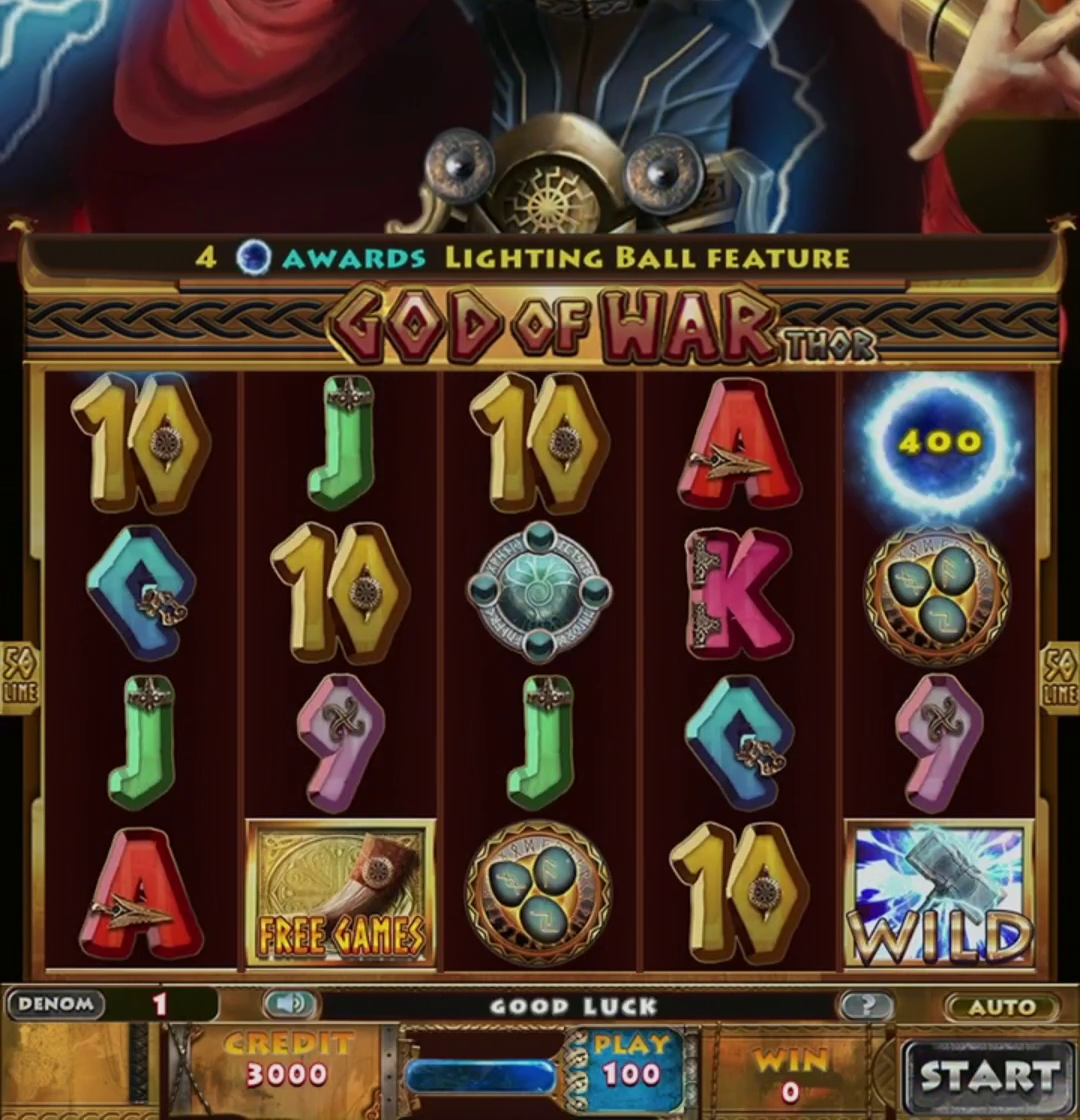 4 AWARDS LIGHTING BALL FEATURE
GOD OF WAR
THOR
10 J 10 A 400
Q 10 K
50 LINE 50 LINE
J 9 J Q 9
A FREE GAMES 10 WILD
DENOM 1 GOOD LUCK ? AUTO
CREDIT PLAY WIN
3000 100 0
START